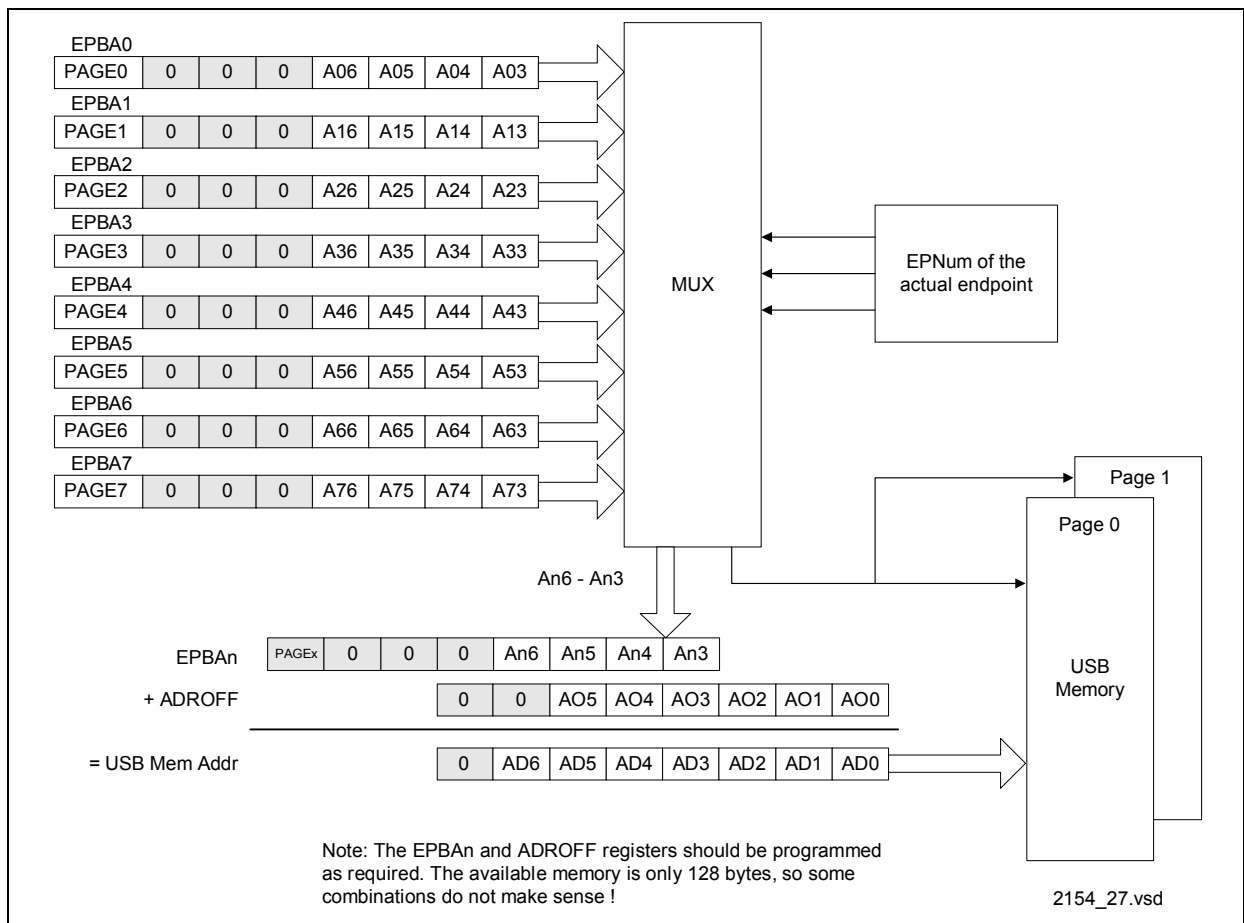 EPBA0
PAGE0 0 0 0 A06 A05 A04 A03
EPBA1
PAGE1 0 0 0 A16 A15 A14 A13
EPBA2
PAGE2 0 0 0 A26 A25 A24 A23
EPBA3
PAGE3 0 0 0 A36 A35 A34 A33
EPBA4
PAGE4 0 0 0 A46 A45 A44 A43
EPBA5
PAGE5 0 0 0 A56 A55 A54 A53
EPBA6
PAGE6 0 0 0 A66 A65 A64 A63
EPBA7
PAGE7 0 0 0 A76 A75 A74 A73
MUX
EPNum of the
actual endpoint
Page 1
Page 0
USB
Memory
An6 - An3
EPBAn PAGEx 0 0 0 An6 An5 An4 An3
+ ADROFF 0 0 AO5 AO4 AO3 AO2 AO1 AO0
= USB Mem Addr 0 AD6 AD5 AD4 AD3 AD2 AD1 AD0
Note: The EPBAn and ADROFF registers should be programmed
as required. The available memory is only 128 bytes, so some
combinations do not make sense !
2154_27.vsd